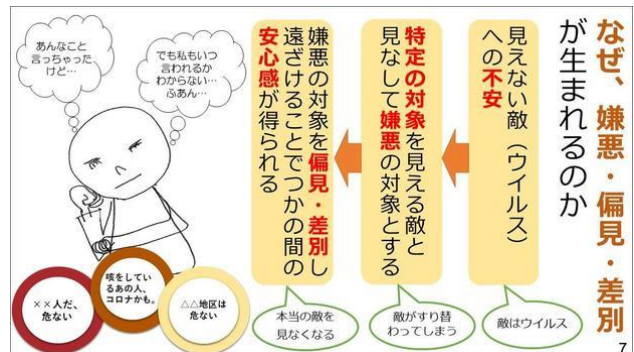 なぜ、嫌悪・偏見・差別
が生まれるのか
見えない敵（ウイルス）
への不安
特定の対象を見える敵と
見なして嫌悪の対象とする
嫌悪の対象を偏見・差別し
遠ざけることでつかの間の
安心感が得られる
敵はウイルス
敵がすり替
わってしまう
本当の敵を
見なくなる
あんなこと
言っちゃった
けど…
でも私もいつ
言われるか
わからない…
ふあん…
××人だ、
危ない
咳をしてい
るあの人、
コロナかも。
△△地区は
危ない
7